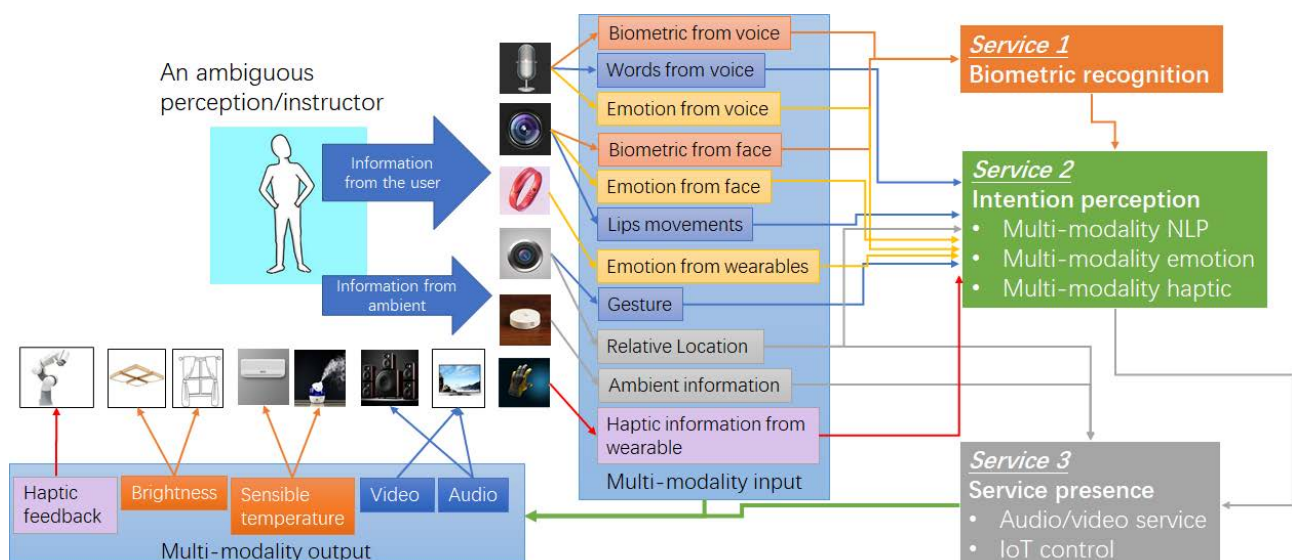 An ambiguous
perception/instructor
Information
from the user
Information from
ambient
Biometric from voice
Words from voice
Emotion from voice
Biometric from face
Emotion from face
Lips movements
Emotion from wearables
Gesture
Relative Location
Ambient information
Haptic information from
wearable
Multi-modality input
Service 1
Biometric recognition
Service 2
Intention perception
• Multi-modality NLP
• Multi-modality emotion
• Multi-modality haptic
Service 3
Service presence
• Audio/video service
• IoT control
Haptic
feedback
Brightness
Sensible
temperature
Video
Audio
Multi-modality output